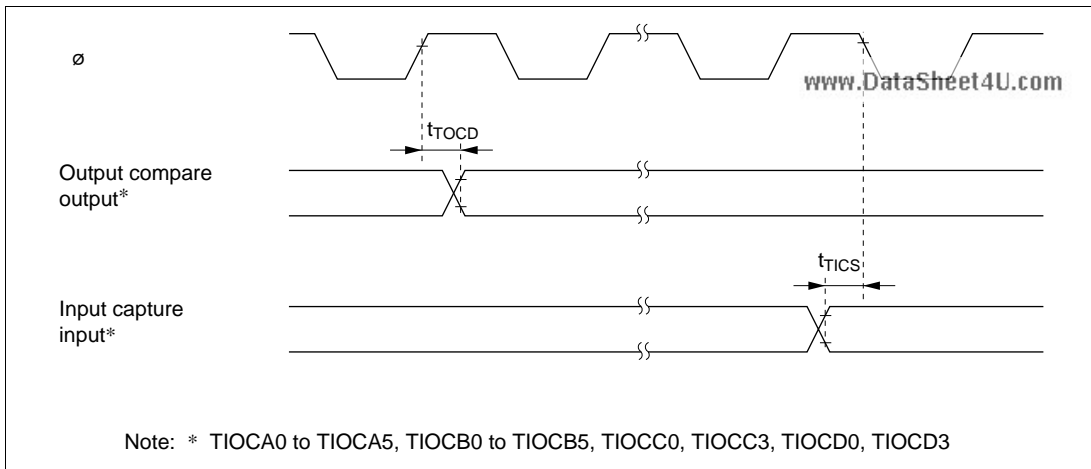 ø
www.DataSheet4U.com
tTOCD
Output compare
output*
tTICS
Input capture
input*
Note: * TIOCA0 to TIOCA5, TIOCB0 to TIOCB5, TIOCC0, TIOCC3, TIOCD0, TIOCD3